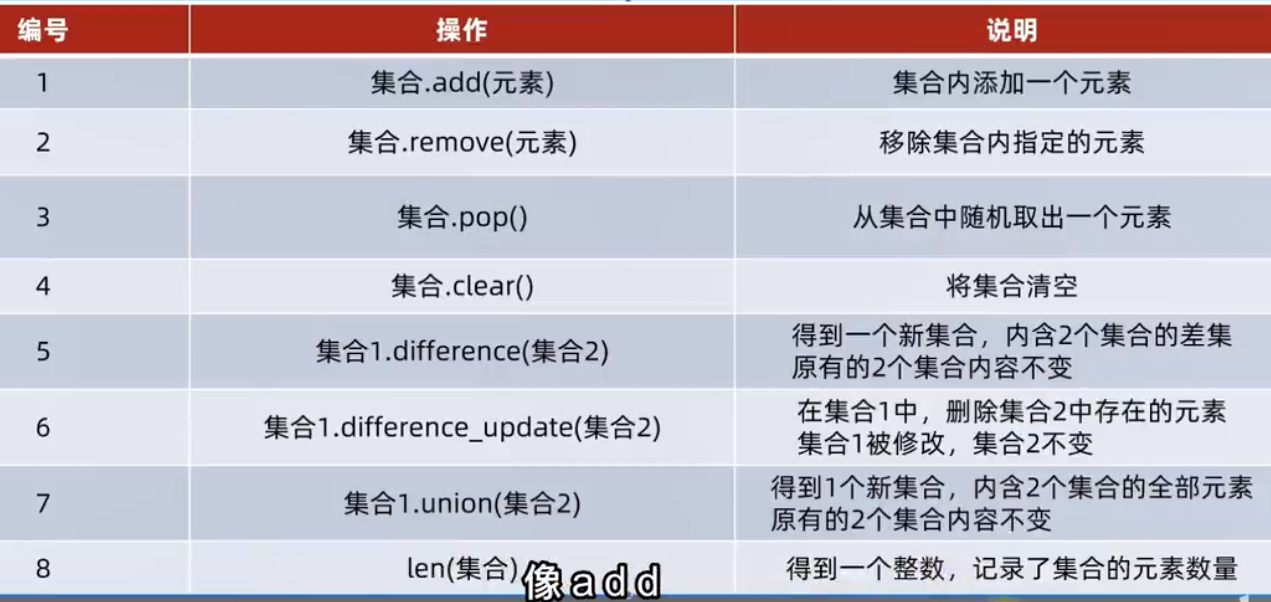 编号 操作 说明
1 集合.add(元素) 集合内添加一个元素
2 集合.remove(元素) 移除集合内指定的元素
3 集合.pop() 从集合中随机取出一个元素
4 集合.clear() 将集合清空
5 集合1.difference(集合2) 得到一个新集合，内含2个集合的差集
原有的2个集合内容不变
6 集合1.difference_update(集合2) 在集合1中，删除集合2中存在的元素
集合1被修改，集合2不变
7 集合1.union(集合2) 得到1个新集合，内含2个集合的全部元素
原有的2个集合内容不变
8 len(集合) 得到一个整数，记录了集合的元素数量
像add